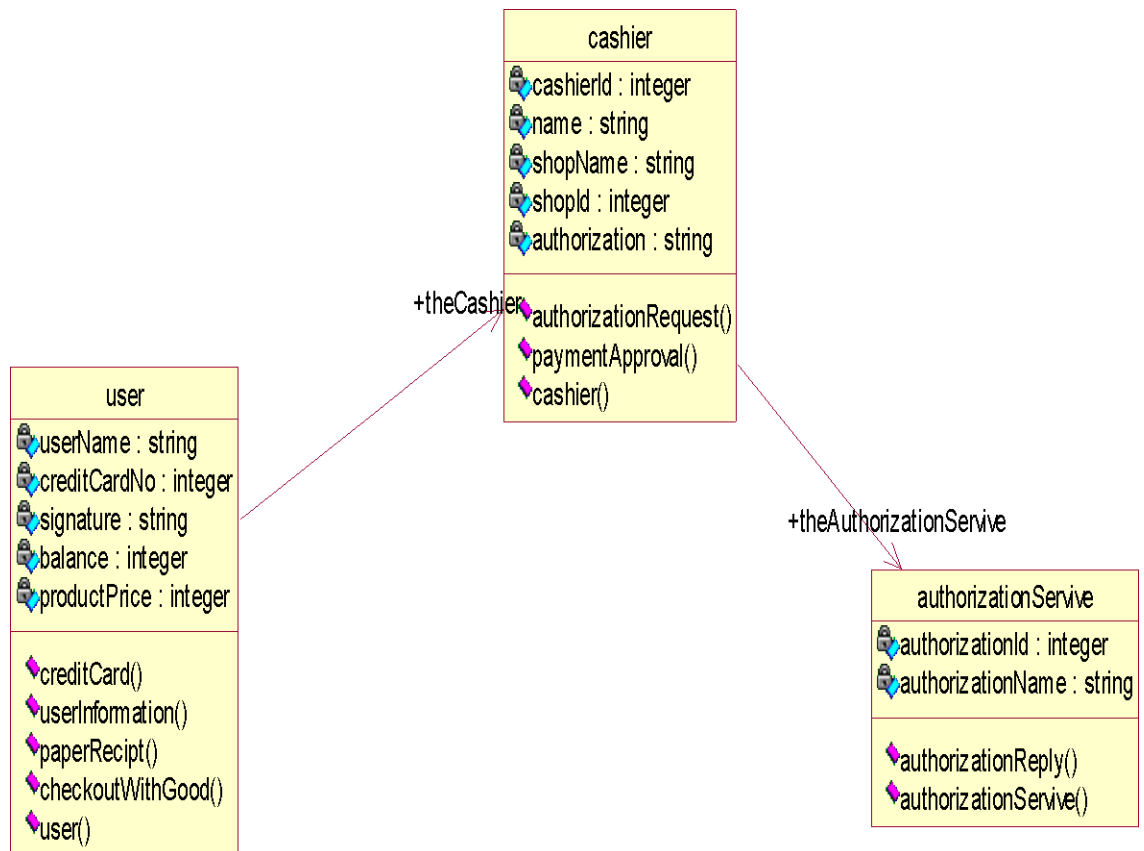 cashier
cashierId : integer
name : string
shopName : string
shopId : integer
authorization : string
authorizationRequest()
paymentApproval()
cashier()
+theCashier
user
userName : string
creditCardNo : integer
signature : string
balance : integer
productPrice : integer
creditCard()
userInformation()
paperRecipt()
checkoutWithGood()
user()
+theAuthorizationServive
authorizationServive
authorizationId : integer
authorizationName : string
authorizationReply()
authorizationServive()